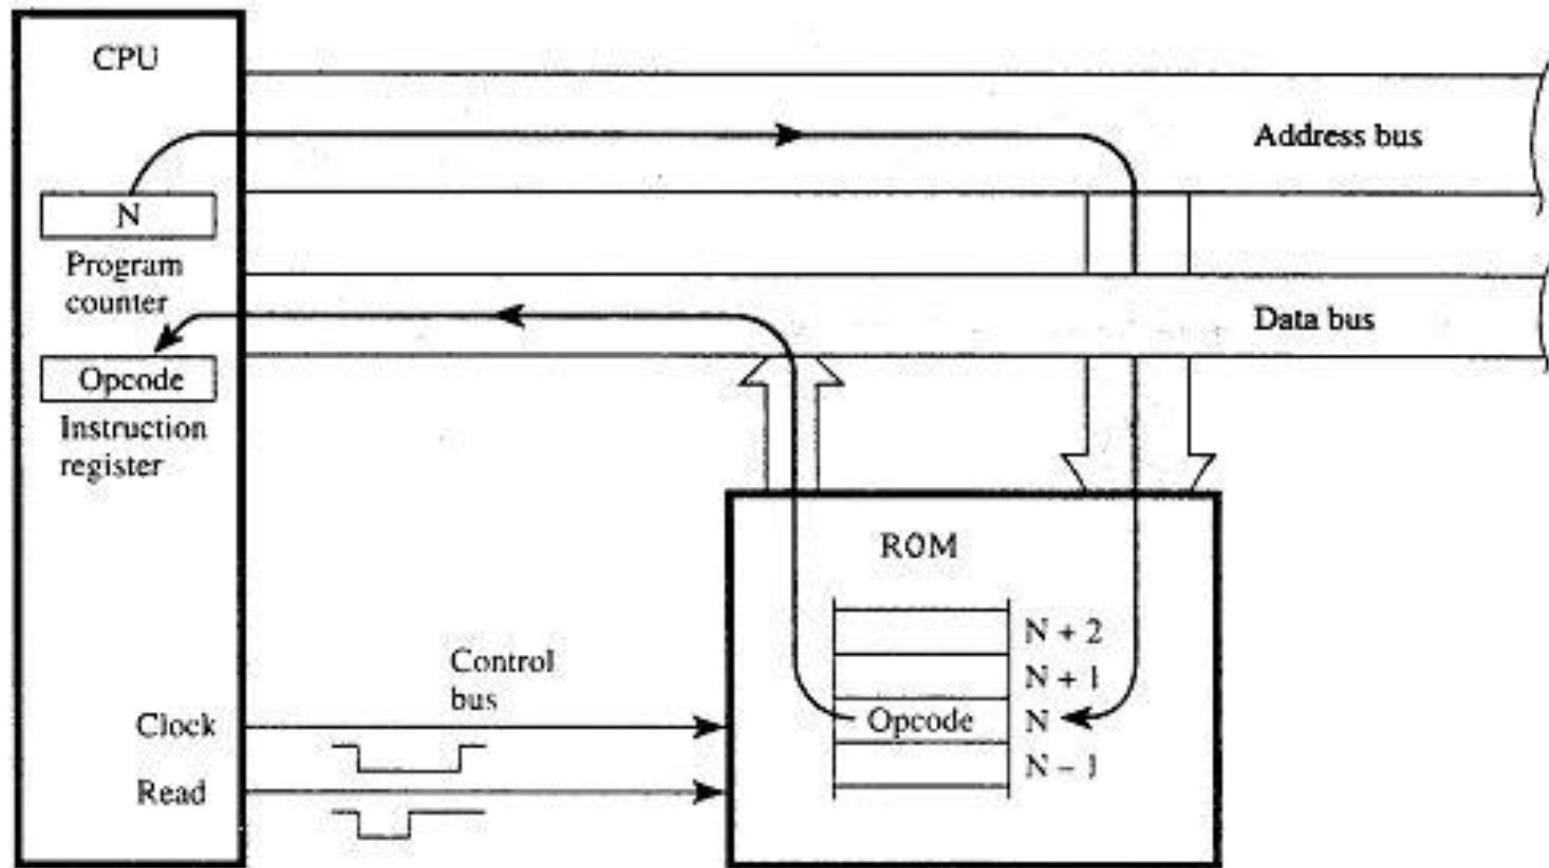 CPU
Address bus
N
Program
counter
Data bus
Opcode
Instruction
register
ROM
N + 2
N + 1
Opcode
N
N - 1
Control
bus
Clock
Read